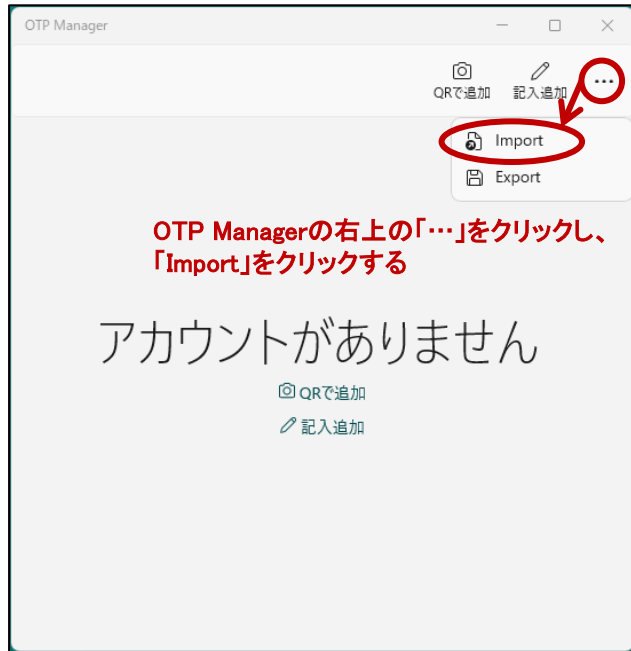 OTP Manager
QRで追加
記入追加
…
Import
Export
OTP Managerの右上の「…」をクリックし、
「Import」をクリックする
アカウントがありません
QRで追加
記入追加